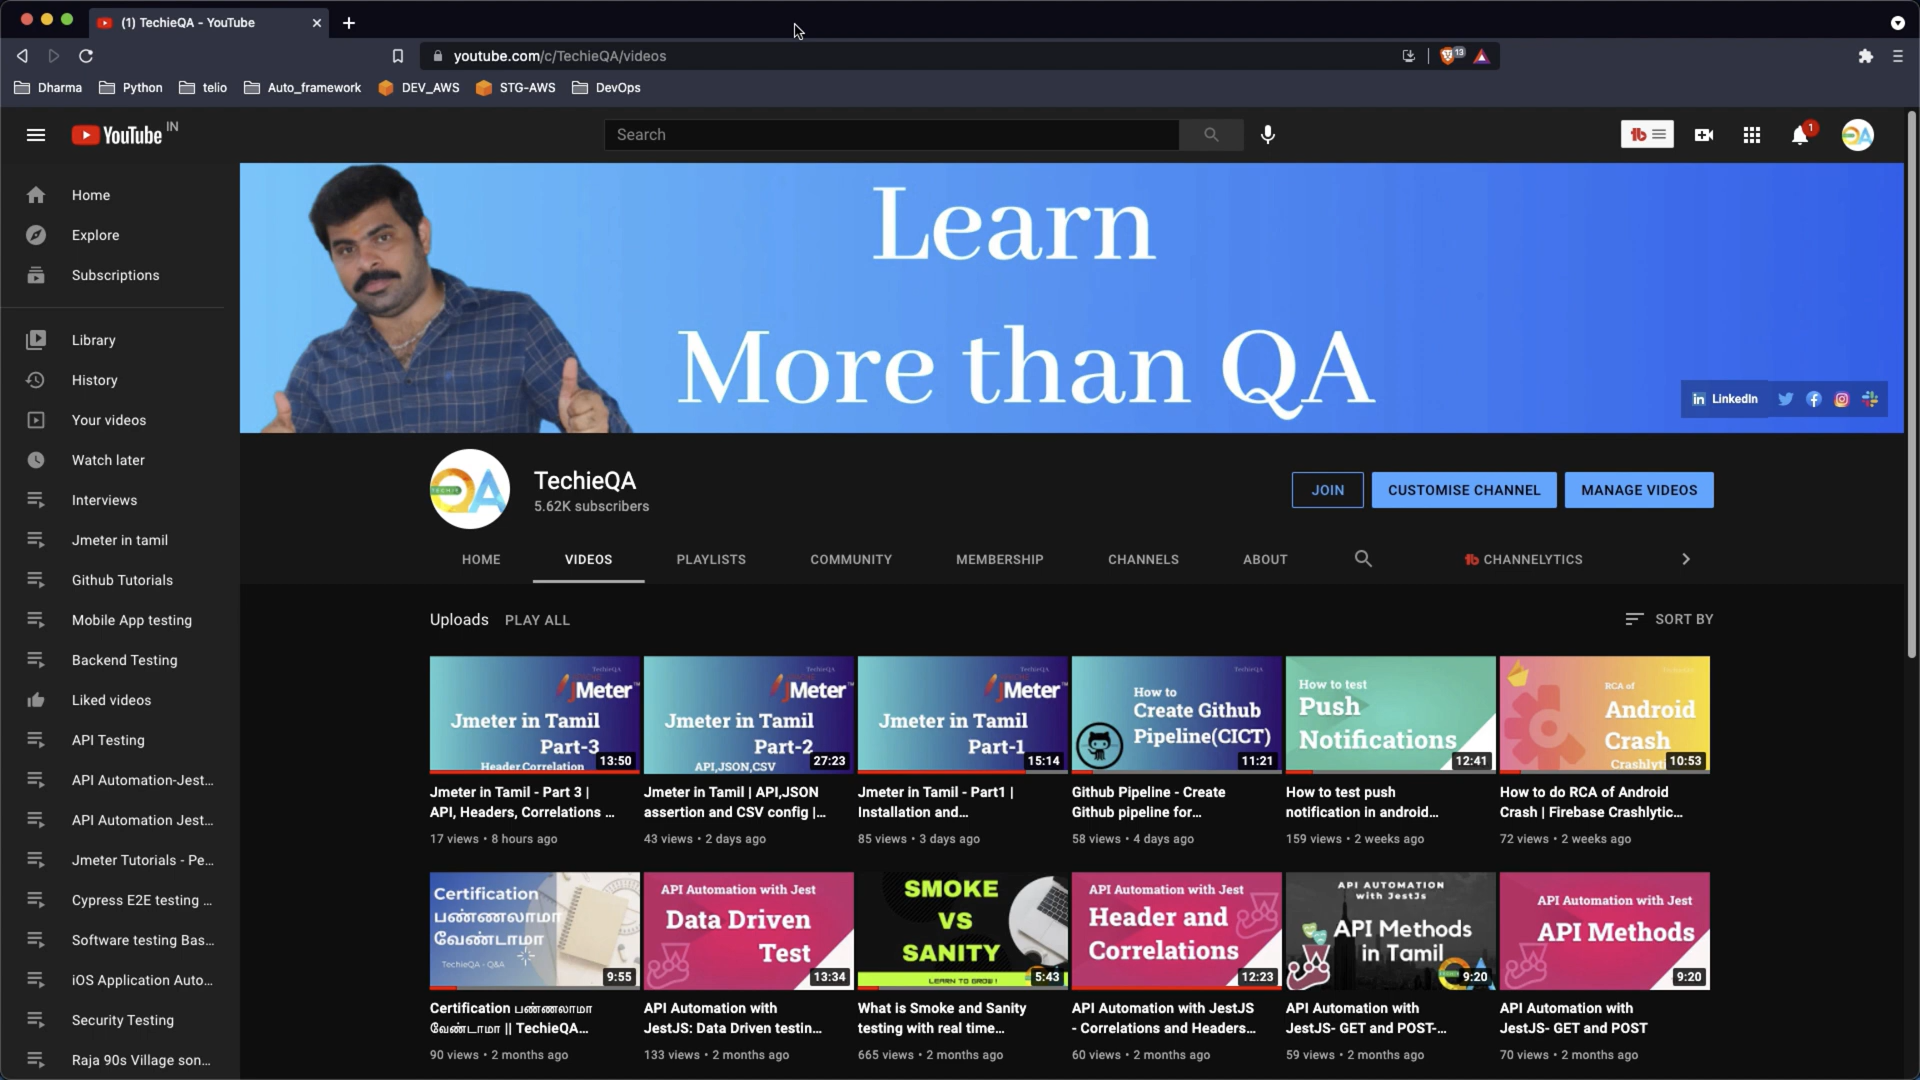 (1) TechieQA - YouTube
youtube.com/c/TechieQA/videos
13
Dharma
Python
telio
Auto_framework
DEV_AWS
STG-AWS
DevOps
YouTube IN
Search
1
Home
Explore
Subscriptions
Library
History
Your videos
Watch later
Interviews
Jmeter in tamil
Github Tutorials
Mobile App testing
Backend Testing
Liked videos
API Testing
API Automation-Jest...
API Automation Jest...
Jmeter Tutorials - Pe...
Cypress E2E testing ...
Software testing Bas...
iOS Application Auto...
Security Testing
Raja 90s Village son...
Learn
More than QA
LinkedIn
TechieQA
5.62K subscribers
JOIN
CUSTOMISE CHANNEL
MANAGE VIDEOS
HOME
VIDEOS
PLAYLISTS
COMMUNITY
MEMBERSHIP
CHANNELS
ABOUT
CHANNELYTICS
Uploads
PLAY ALL
SORT BY
TechieQA
JMeter™
Jmeter in Tamil
Part-3
Header,Correlation
13:50
Jmeter in Tamil - Part 3 |
API, Headers, Correlations ...
17 views • 8 hours ago
TechieQA
JMeter™
Jmeter in Tamil
Part-2
API,JSON,CSV
27:23
Jmeter in Tamil | API,JSON
assertion and CSV config |...
43 views • 2 days ago
TechieQA
JMeter™
Jmeter in Tamil
Part-1
15:14
Jmeter in Tamil - Part1 |
Installation and...
85 views • 3 days ago
TechieQA
How to
Create Github
Pipeline(CICT)
11:21
Github Pipeline - Create
Github pipeline for...
58 views • 4 days ago
How to test
Push
Notifications
12:41
How to test push
notification in android...
159 views • 2 weeks ago
RCA of
Android
Crash
Crashlyt
10:53
How to do RCA of Android
Crash | Firebase Crashlytic...
72 views • 2 weeks ago
Certification
பண்ணலாமா
வேண்டாமா
TechieQA - Q&A
9:55
Certification பண்ணலாமா
வேண்டாமா || TechieQA...
90 views • 2 months ago
API Automation with Jest
Data Driven
Test
13:34
API Automation with
JestJS: Data Driven testin...
133 views • 2 months ago
SMOKE
VS
SANITY
LEARN TO GROW !
5:43
What is Smoke and Sanity
testing with real time...
665 views • 2 months ago
API Automation with Jest
Header and
Correlations
12:23
API Automation with JestJS
- Correlations and Headers...
60 views • 2 months ago
API AUTOMATION
with JestJs
API Methods
in Tamil
9:20
API Automation with
JestJS- GET and POST-...
59 views • 2 months ago
API Automation with Jest
API Methods
9:20
API Automation with
JestJS- GET and POST
70 views • 2 months ago